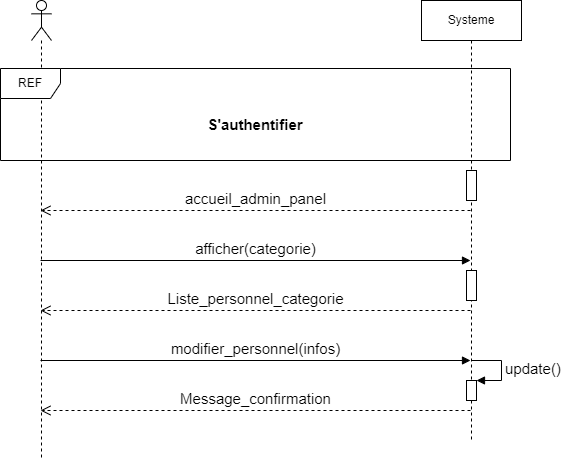 Systeme
REF
S'authentifier
accueil_admin_panel
afficher(categorie)
Liste_personnel_categorie
modifier_personnel(infos)
update()
Message_confirmation